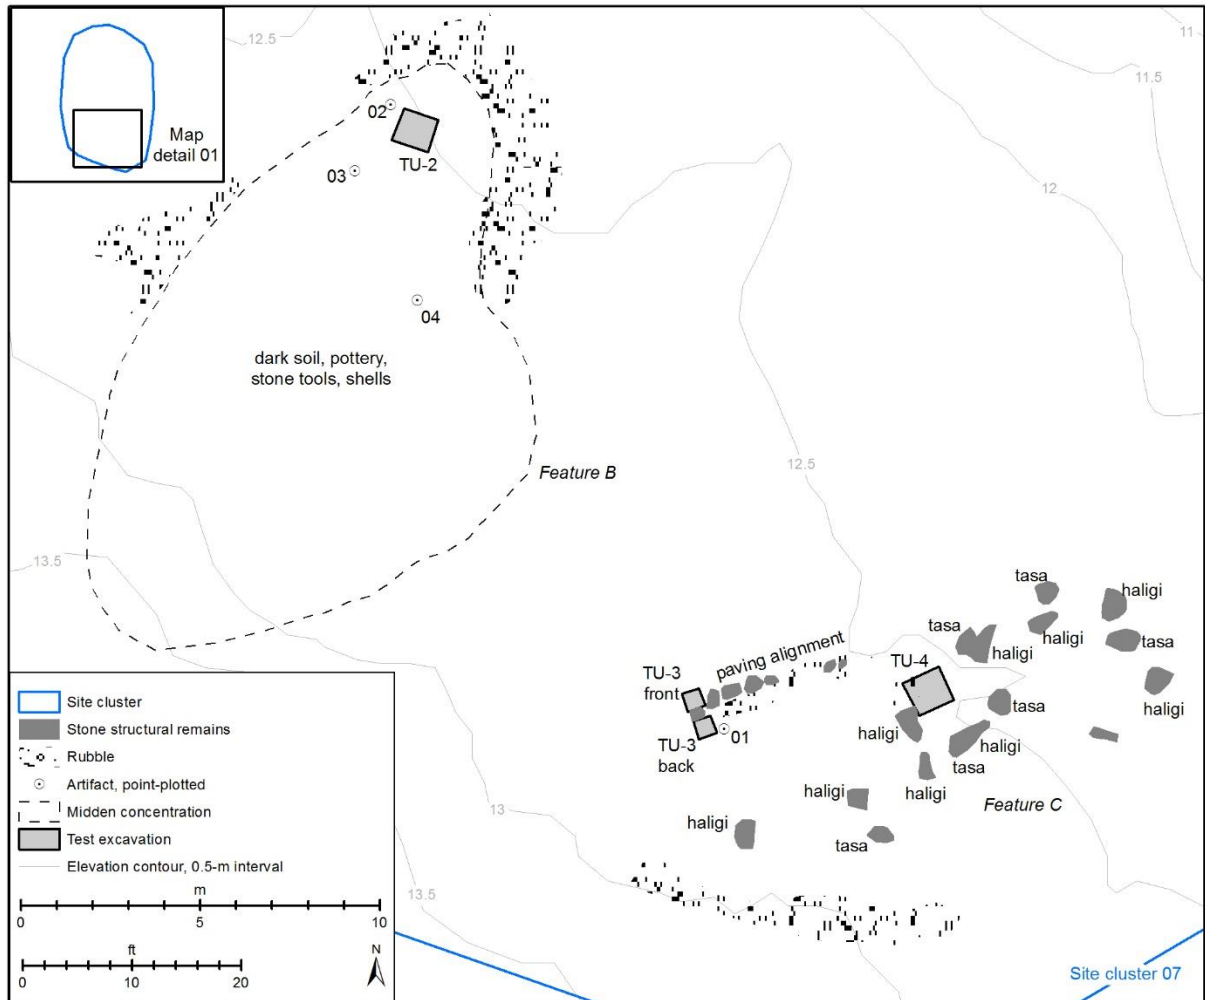 Map
detail 01
12.5
11
11.5
02
TU-2
03
12
04
dark soil, pottery,
stone tools, shells
Feature B
12.5
13.5
tasa
haligi
tasa
haligi
haligi
tasa
paving alignment
TU-4
TU-3
front
haligi
tasa
haligi
haligi
TU-3
back
01
tasa
haligi
haligi
Feature C
haligi
tasa
13
13.5
Site cluster
Stone structural remains
Rubble
Artifact, point-plotted
Midden concentration
Test excavation
Elevation contour, 0.5-m interval
m
0 5 10
ft
0 10 20
N
Site cluster 07